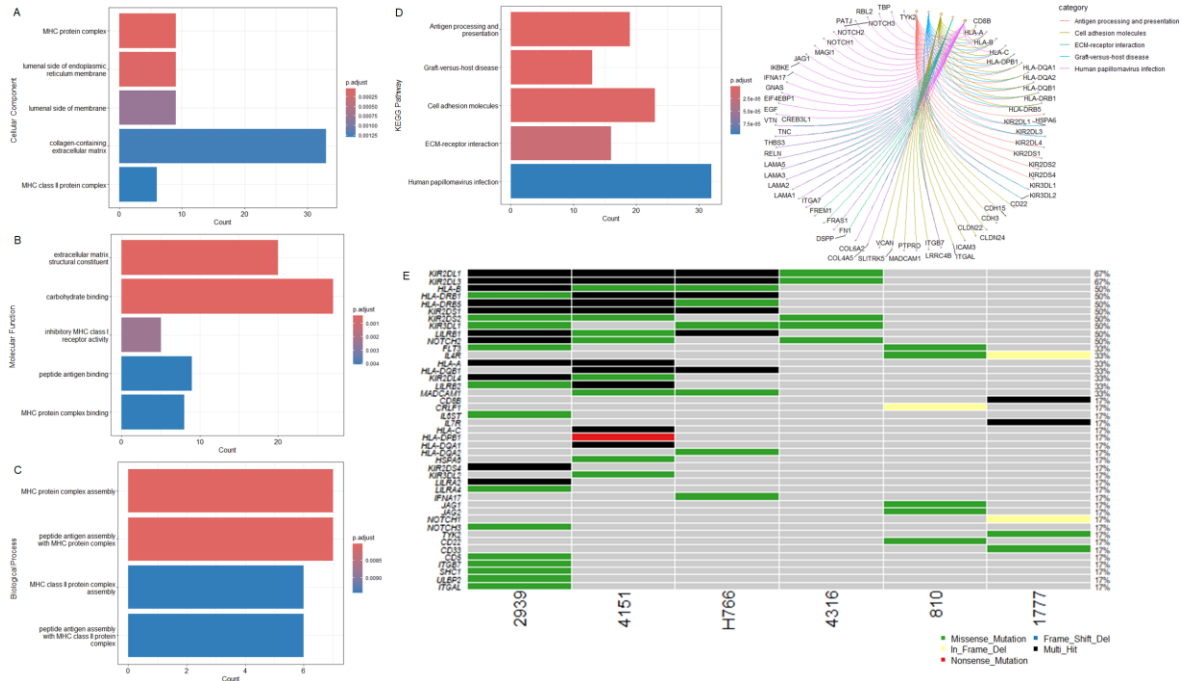 A
Cellular Component
MHC protein complex
lumenal side of endoplasmic
reticulum membrane
lumenal side of membrane
collagen-containing
extracellular matrix
MHC class II protein complex
0
10
20
30
Count
p.adjust
0.00025
0.00050
0.00075
0.00100
0.00125
B
Molecular Function
extracellular matrix
structural constituent
carbohydrate binding
inhibitory MHC class I
receptor activity
peptide antigen binding
MHC protein complex binding
0
10
20
Count
p.adjust
0.001
0.002
0.003
0.004
C
Biological Process
MHC protein complex assembly
peptide antigen assembly
with MHC protein complex
MHC class II protein complex
assembly
peptide antigen assembly
with MHC class II protein
complex
0
2
4
6
Count
p.adjust
0.0085
0.0090
D
KEGG Pathway
Antigen processing and
presentation
Graft-versus-host disease
Cell adhesion molecules
ECM-receptor interaction
Human papillomavirus infection
0
10
20
30
Count
p.adjust
2.5e-05
5.0e-05
7.5e-05
TYK2
TBP
RBL2
NOTCH3
PATJ
NOTCH2
NOTCH1
MAGI1
JAG1
IKBKE
IFNA17
GNAS
EIF4EBP1
EGF
CREB3L1
VTN
TNC
THBS3
RELN
LAMA5
LAMA3
LAMA2
LAMA1
ITGA7
FREM1
FRAS1
FN1
DSPP
COL6A2
COL4A5
VCAN
SLITRK5
PTPRD
MADCAM1
ITGB7
LRRC4B
ICAM3
ITGAL
CLDN24
CLDN22
CDH3
CDH15
CD22
KIR3DL2
KIR3DL1
KIR2DS4
KIR2DS1
KIR2DL4
KIR2DL3
HSPA6
KIR2DL1
HLA-DRB5
HLA-DRB1
HLA-DQB1
HLA-DQA2
HLA-DQA1
HLA-DPB1
HLA-C
HLA-B
HLA-A
CD8B
category
Antigen processing and presentation
Cell adhesion molecules
ECM-receptor interaction
Graft-versus-host disease
Human papillomavirus infection
E
KIR2DL1 67%
KIR2DL3 67%
HLA-B 50%
HLA-DRB1 50%
HLA-DRB5 50%
KIR2DS1 50%
KIR2DS2 50%
KIR3DL1 50%
LILRB1 50%
NOTCH2 50%
FLT3 33%
IL4R 33%
HLA-A 33%
HLA-DQB1 33%
KIR2DL4 33%
LILRB2 33%
MADCAM1 33%
CD8B 17%
CRLF1 17%
IL6ST 17%
IL7R 17%
HLA-C 17%
HLA-DPB1 17%
HLA-DQA1 17%
HLA-DQA2 17%
HSPA6 17%
KIR2DS4 17%
KIR3DL2 17%
LILRA2 17%
LILRA4 17%
IFNA17 17%
JAG1 17%
JAG2 17%
NOTCH1 17%
NOTCH3 17%
TYK2 17%
CD22 17%
CD33 17%
17%
ITGB7 17%
SHC1 17%
ULBP2 17%
ITGAL 17%
2939
4151
H766
4316
810
1777
Missense_Mutation
In_Frame_Del
Nonsense_Mutation
Frame_Shift_Del
Multi_Hit